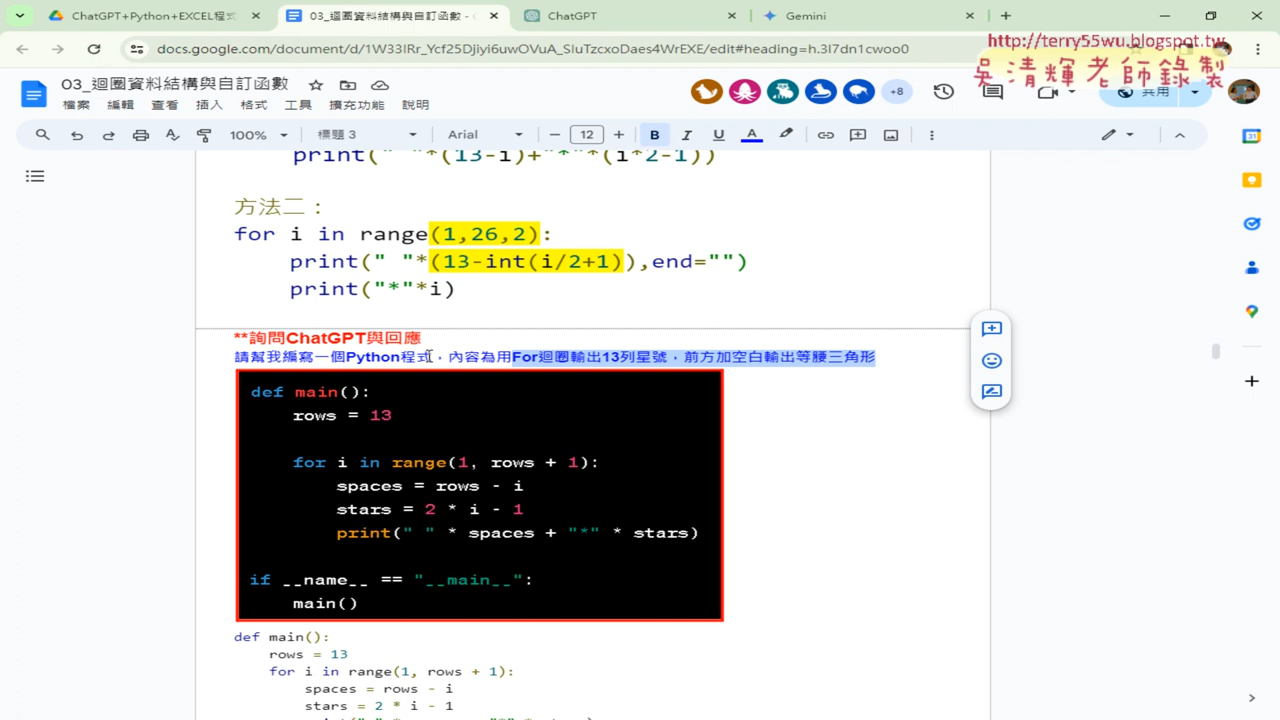 ChatGPT+Python+EXCEL程式
03_迴圈資料結構與自訂函數 -
ChatGPT
Gemini
docs.google.com/document/d/1W33IRr_Ycf25Djiyi6uwOVuA_SIuTzcxoDaes4WrEXE/edit#heading=h.3l7dn1cwoo0
http://terry55wu.blogspot.tw
吳清輝老師錄製
03_迴圈資料結構與自訂函數
檔案 編輯 查看 插入 格式 工具 擴充功能 說明
+8
共用
100% 標題 3 Arial 12 B I U A
print(" "*(13-i)+"*"*(i*2-1))
方法二：
for i in range(1,26,2):
print(" "*(13-int(i/2+1)),end="")
print("*"*i)
**詢問ChatGPT與回應
請幫我編寫一個Python程式，內容為用For迴圈輸出13列星號，前方加空白輸出等腰三角形
def main():
rows = 13
for i in range(1, rows + 1):
spaces = rows - i
stars = 2 * i - 1
print(" " * spaces + "*" * stars)
if __name__ == "__main__":
main()
def main():
rows = 13
for i in range(1, rows + 1):
spaces = rows - i
stars = 2 * i - 1